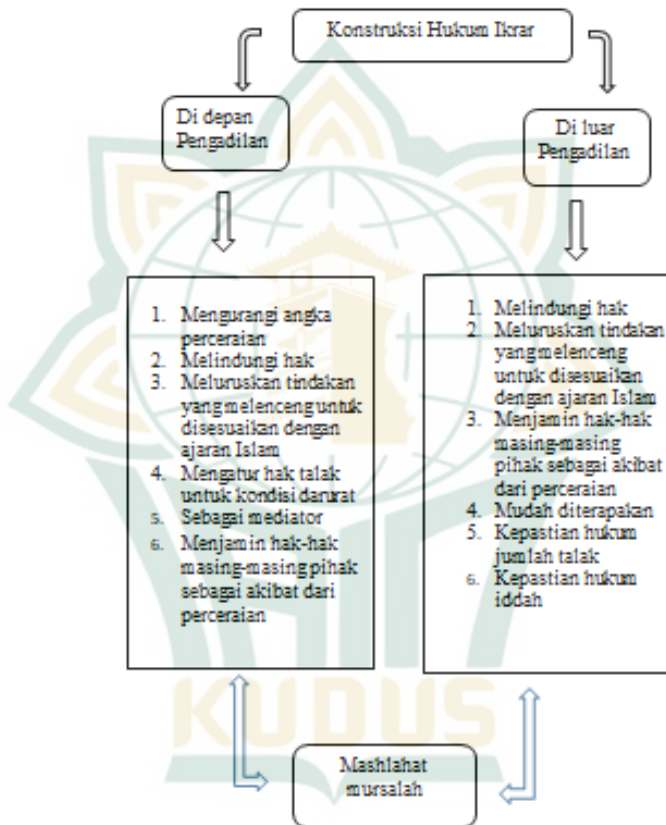 Konstruksi Hukum Ikrar
Di depan
Pengadilan
Di luar
Pengadilan
1. Mengurangi angka
perceraian
2. Melindungi hak
3. Meluruskan tindakan
yang melenceng untuk
disesuaikan dengan
ajaran Islam
4. Mengatur hak talak
untuk kondisi darurat
5. Sebagai mediator
6. Menjamin hak-hak
masing-masing pihak
sebagai akibat dari
perceraian
1. Melindungi hak
2. Meluruskan tindakan
yang melenceng
untuk disesuaikan
dengan ajaran Islam
3. Menjamin hak-hak
masing-masing
pihak sebagai akibat
dari perceraian
4. Mudah diterapakan
5. Kepastian hukum
jumlah talak
6. Kepastian hukum
iddah
KUDUS
Mashlahat
mursalah